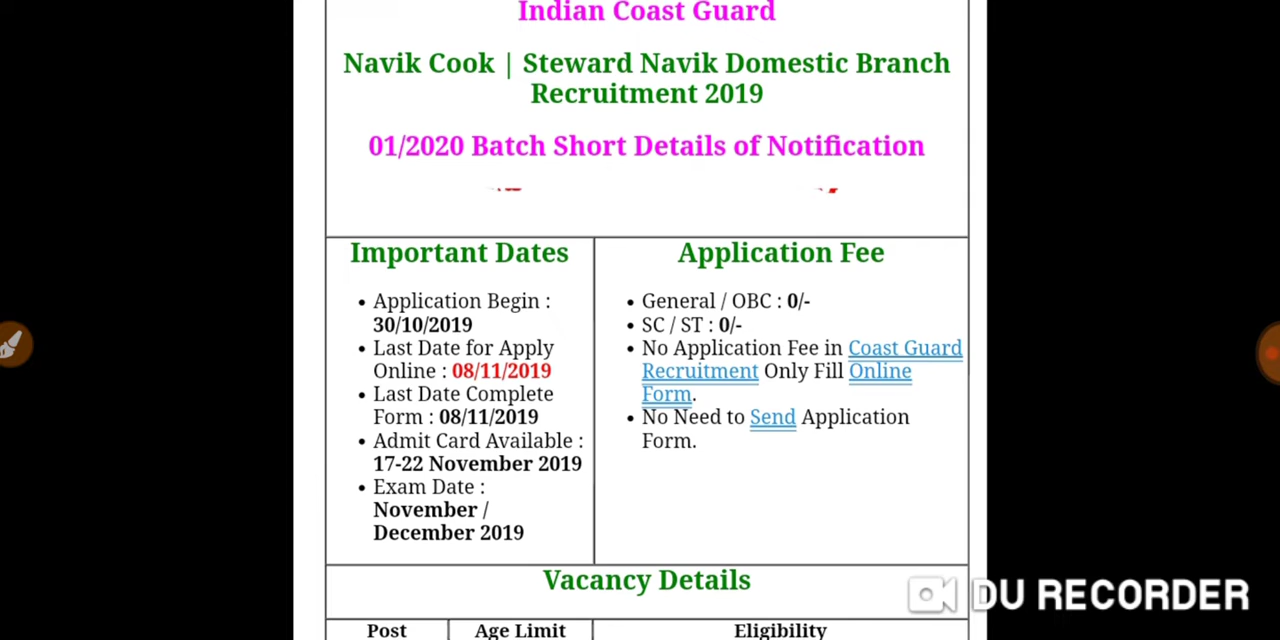 Indian Coast Guard
Navik Cook | Steward Navik Domestic Branch
Recruitment 2019
01/2020 Batch Short Details of Notification
Important Dates
• Application Begin :
30/10/2019
• Last Date for Apply
Online : 08/11/2019
• Last Date Complete
Form : 08/11/2019
• Admit Card Available :
17-22 November 2019
• Exam Date :
November /
December 2019
Application Fee
• General / OBC : 0/-
• SC / ST : 0/-
• No Application Fee in Coast Guard
Recruitment Only Fill Online
Form.
• No Need to Send Application
Form.
Vacancy Details
Post
Age Limit
Eligibility
DU RECORDER